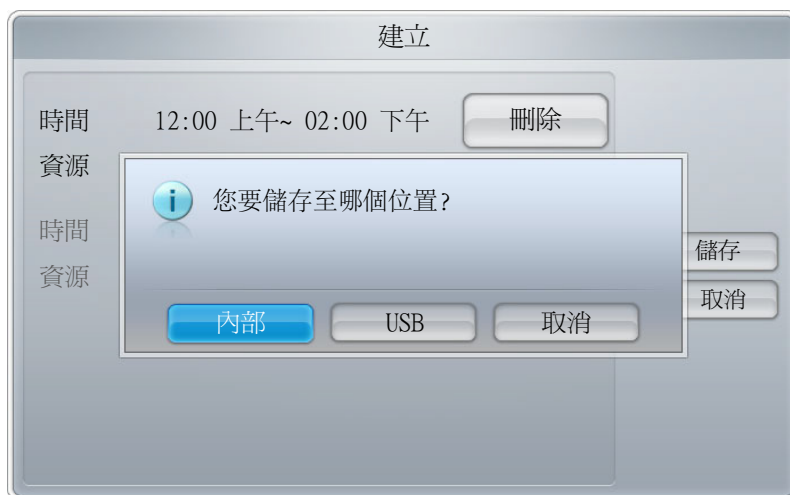 建立
時間 12:00 上午~ 02:00 下午 刪除
資源
您要儲存至哪個位置?
時間
資源
儲存
取消
內部 USB 取消